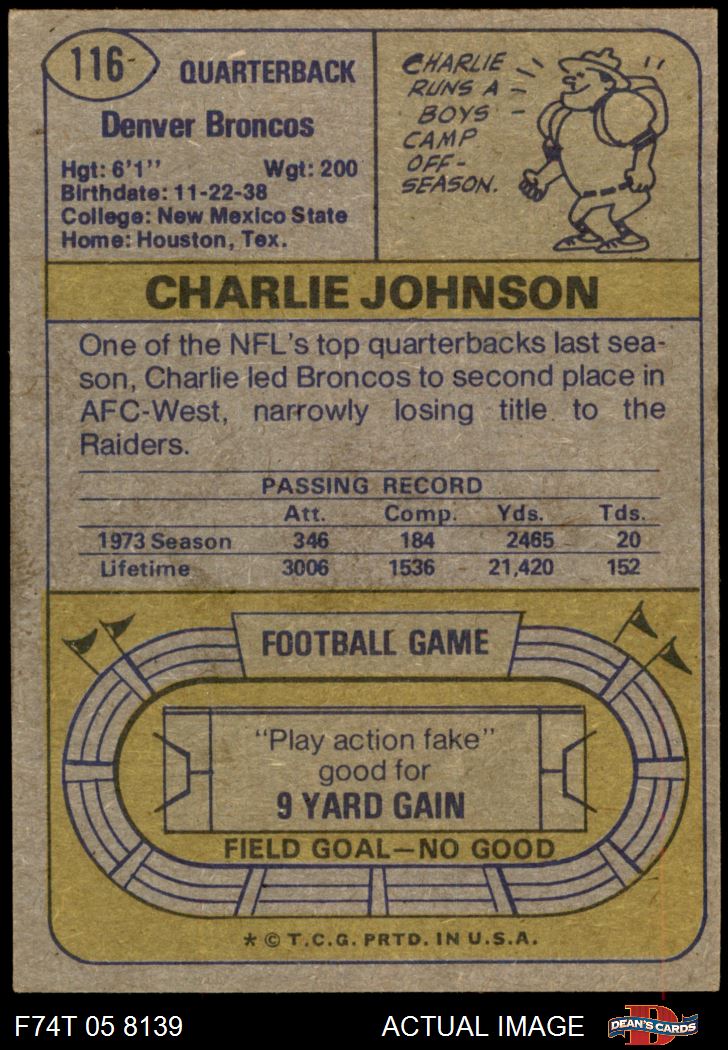 116
QUARTERBACK
Denver Broncos
Hgt: 6'1" Wgt: 200
Birthdate: 11-22-38
College: New Mexico State
Home: Houston, Tex.
CHARLIE
RUNS A
BOYS
CAMP
OFF-
SEASON.
CHARLIE JOHNSON
One of the NFL's top quarterbacks last sea-
son, Charlie led Broncos to second place in
AFC-West, narrowly losing title to the
Raiders.
PASSING RECORD
Att. Comp. Yds. Tds.
1973 Season 346 184 2465 20
Lifetime 3006 1536 21,420 152
FOOTBALL GAME
"Play action fake"
good for
9 YARD GAIN
FIELD GOAL—NO GOOD
* © T.C.G. PRTD. IN U.S.A.
F74T 05 8139 ACTUAL IMAGE
D
DEAN'S CARDS